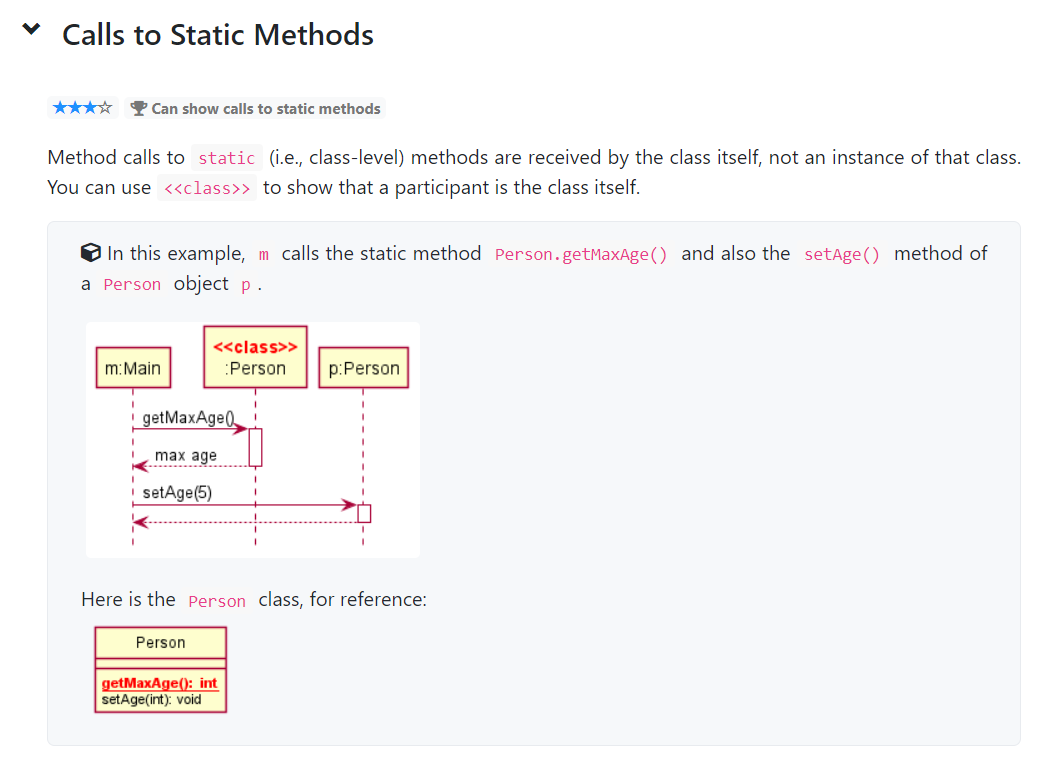 Calls to Static Methods
★★★☆ 🏆 Can show calls to static methods
Method calls to static (i.e., class-level) methods are received by the class itself, not an instance of that class.
You can use <<class>> to show that a participant is the class itself.
In this example, m calls the static method Person.getMaxAge() and also the setAge() method of
a Person object p .
<<class>>
m:Main :Person p:Person
getMaxAge()
max age
setAge(5)
Here is the Person class, for reference:
Person
getMaxAge(): int
setAge(int): void